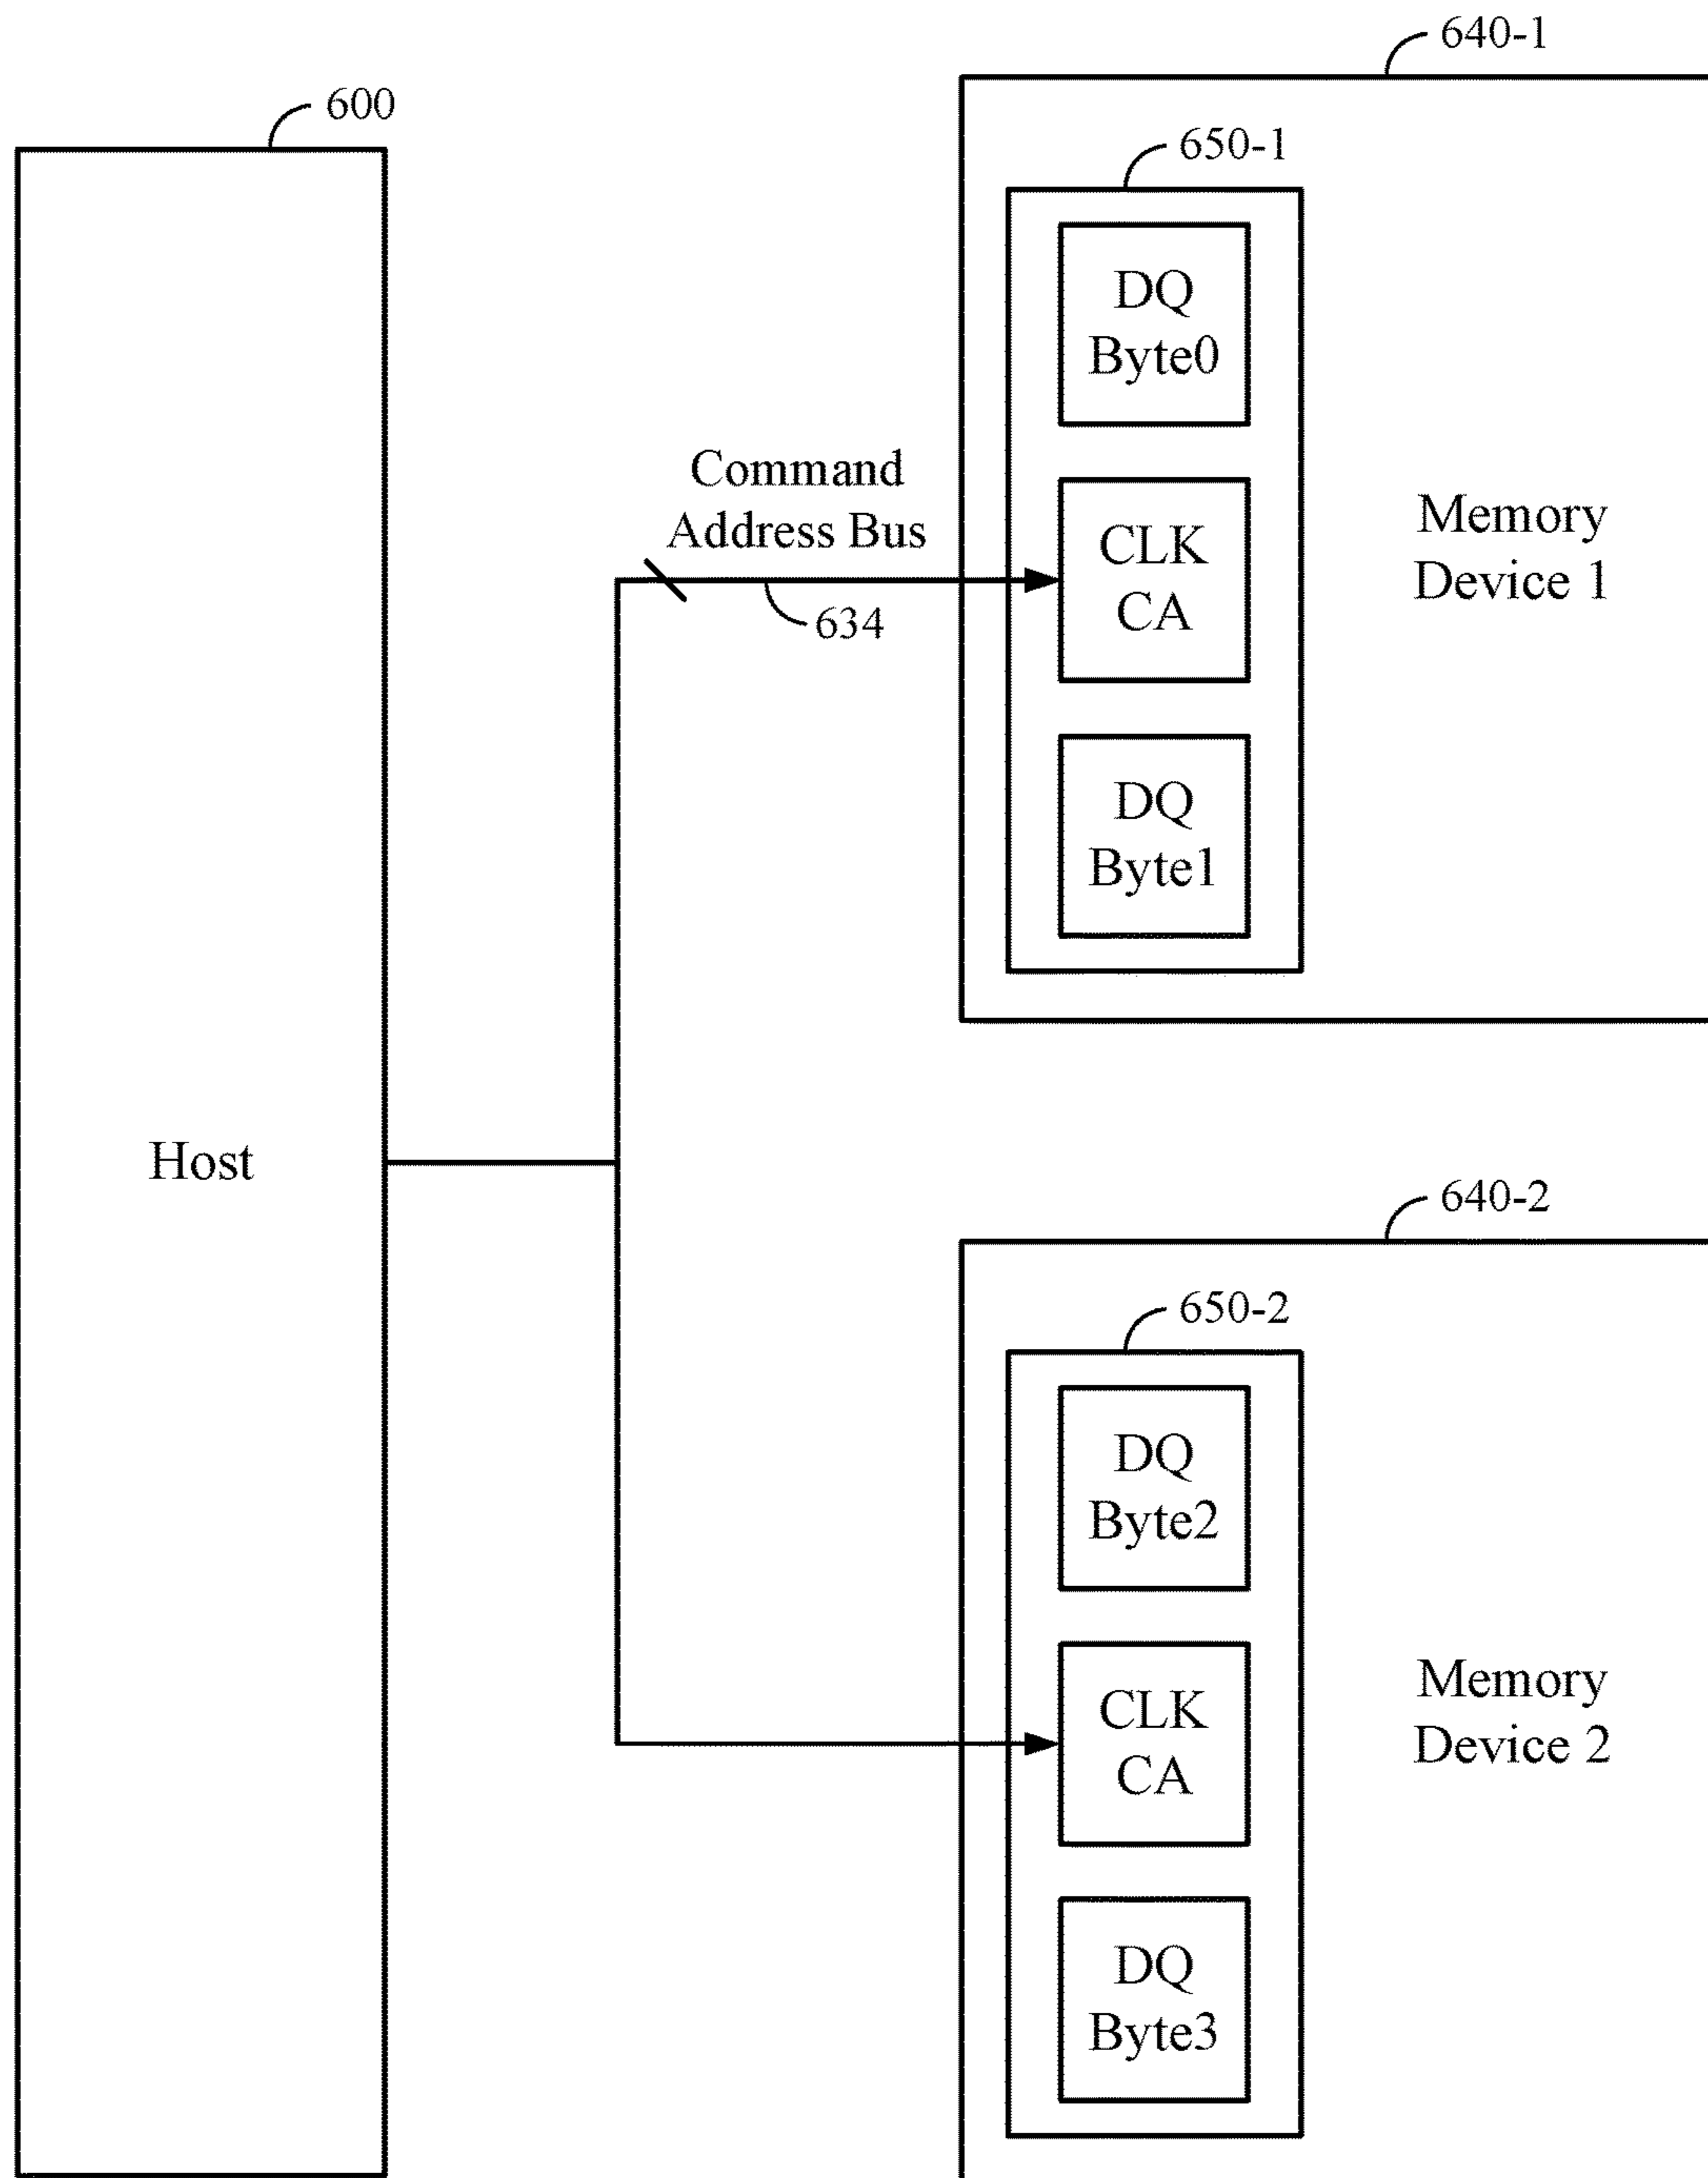 640-1
600
650-1
DQ
Byte0
Command
Address Bus
634
CLK
CA
Memory
Device 1
DQ
Byte1
Host
640-2
650-2
DQ
Byte2
CLK
CA
Memory
Device 2
DQ
Byte3